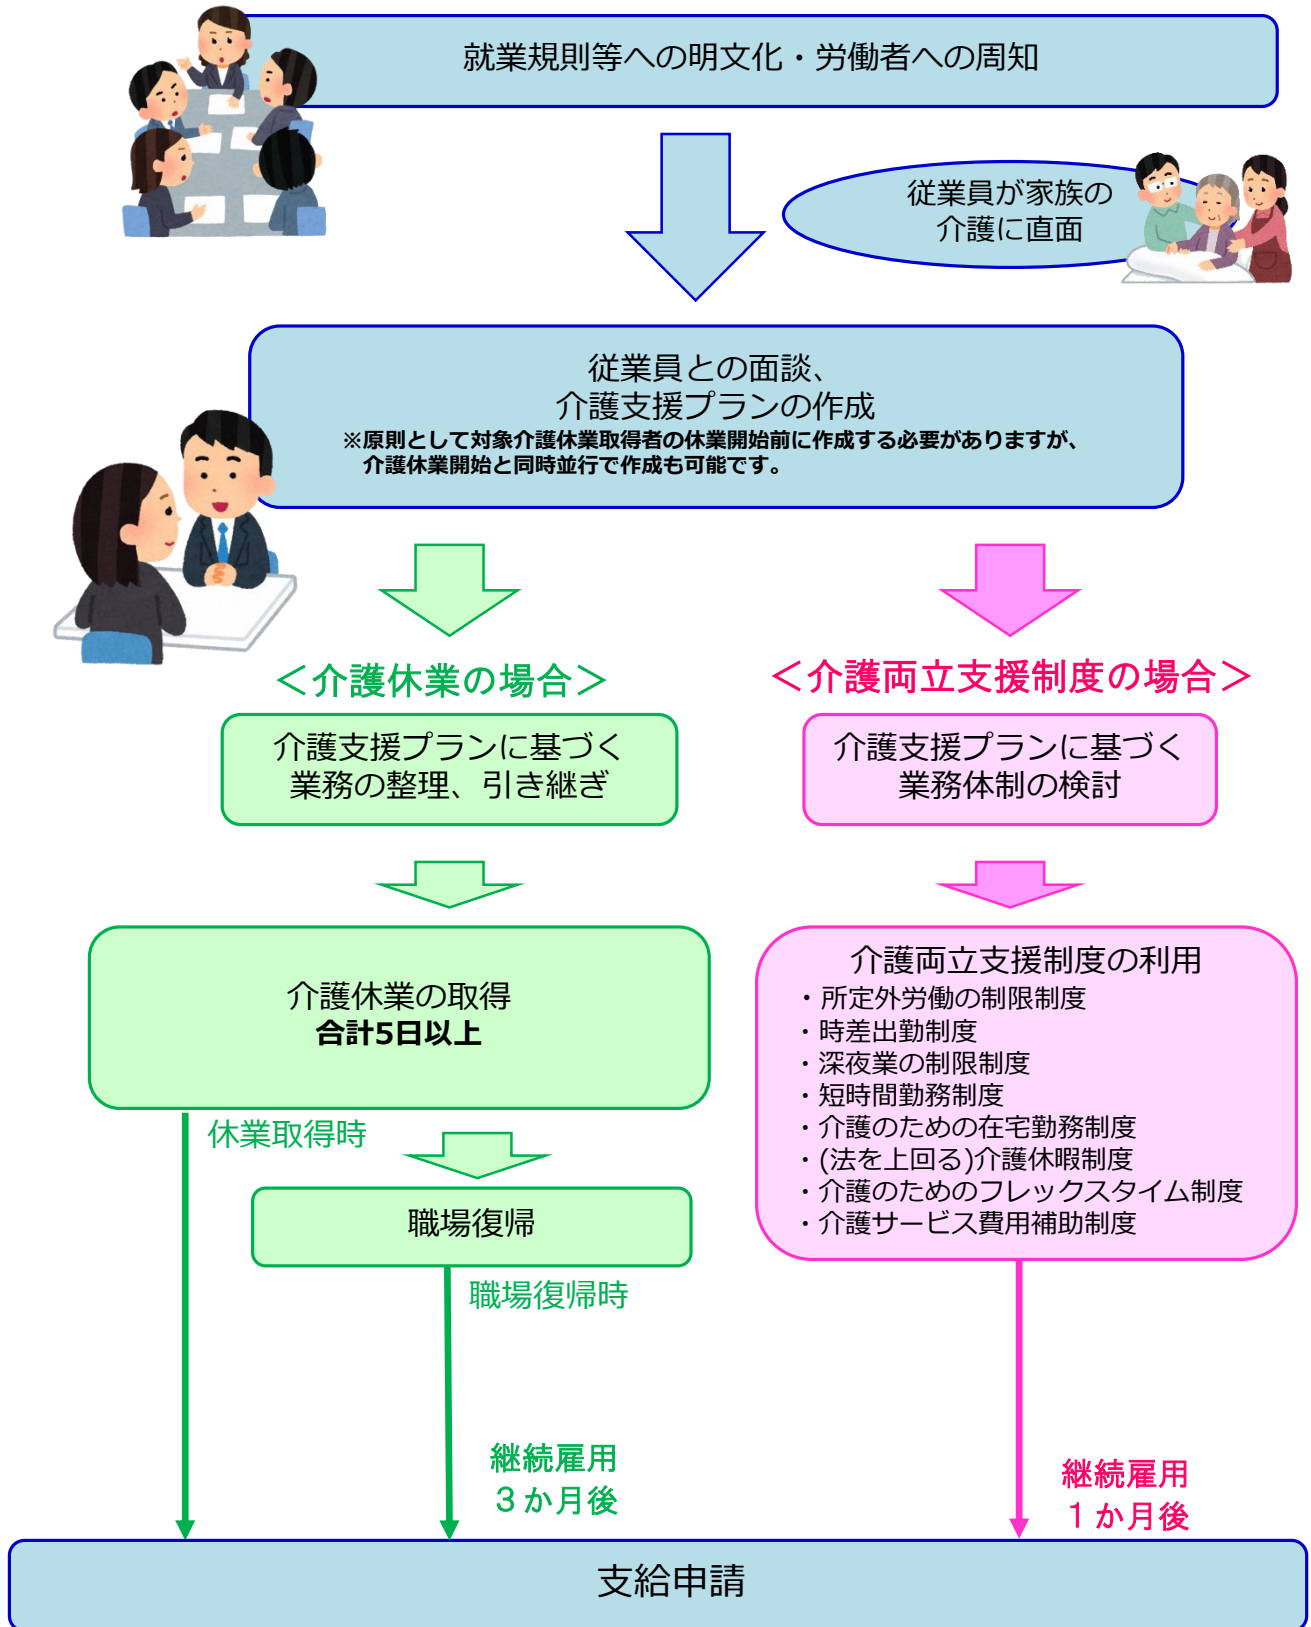 就業規則等への明文化・労働者への周知
従業員が家族の
介護に直面
従業員との面談、
介護支援プランの作成
※原則として対象介護休業取得者の休業開始前に作成する必要がありますが、
介護休業開始と同時並行で作成も可能です。
＜介護休業の場合＞
介護支援プランに基づく
業務の整理、引き継ぎ
介護休業の取得
合計5日以上
休業取得時
職場復帰
職場復帰時
継続雇用
３か月後
＜介護両立支援制度の場合＞
介護支援プランに基づく
業務体制の検討
介護両立支援制度の利用
・所定外労働の制限制度
・時差出勤制度
・深夜業の制限制度
・短時間勤務制度
・介護のための在宅勤務制度
・(法を上回る)介護休暇制度
・介護のためのフレックスタイム制度
・介護サービス費用補助制度
継続雇用
１か月後
支給申請